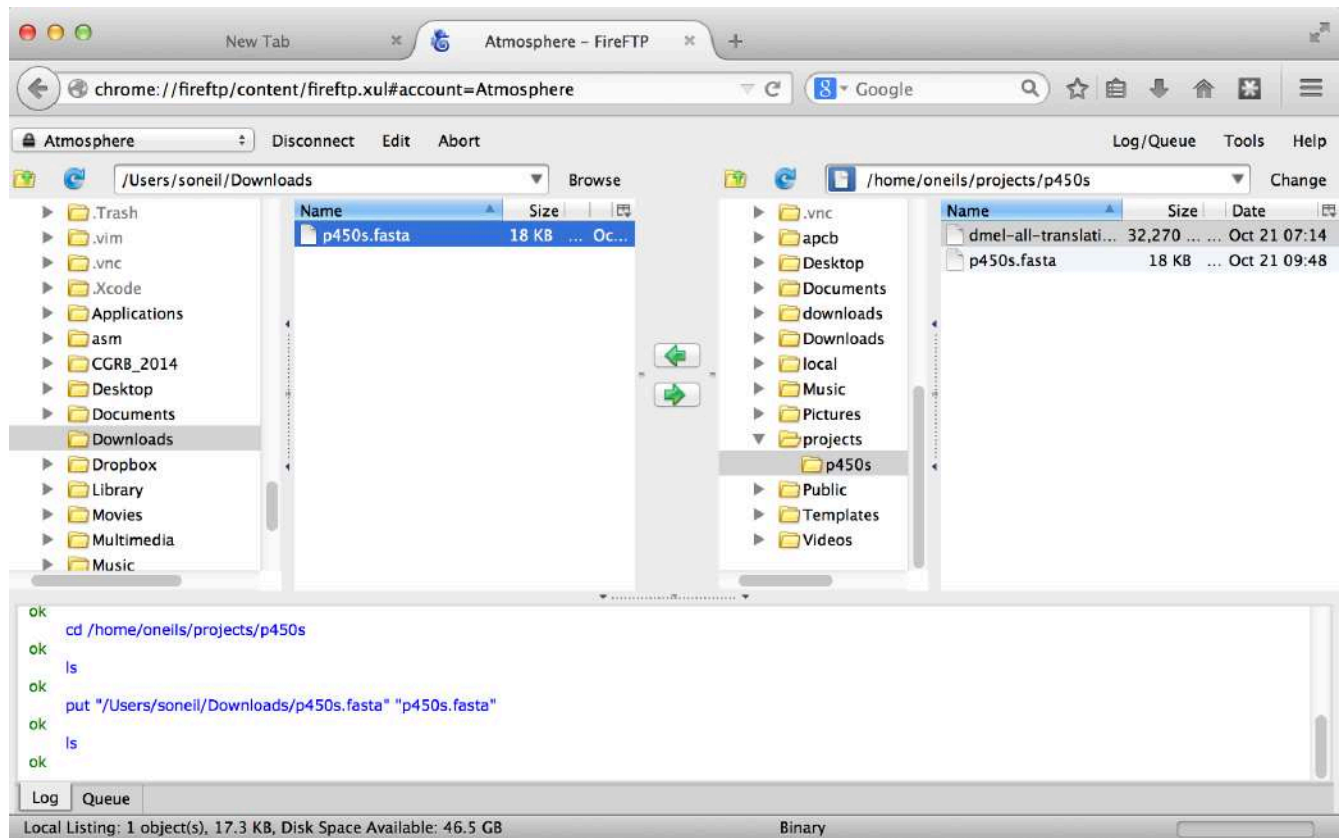 New Tab
Atmosphere – FireFTP
chrome://fireftp/content/fireftp.xul#account=Atmosphere
Google
Atmosphere Disconnect Edit Abort
Log/Queue Tools Help
/Users/soneil/Downloads Browse
/home/oneils/projects/p450s Change
.Trash
.vim
.vnc
.Xcode
Applications
asm
CGRB_2014
Desktop
Documents
Downloads
Dropbox
Library
Movies
Multimedia
Music
Name Size
p450s.fasta 18 KB ... Oc...
.vnc
apcb
Desktop
Documents
downloads
Downloads
local
Music
Pictures
projects
p450s
Public
Templates
Videos
Name Size Date
dmel-all-translati... 32,270 ... ... Oct 21 07:14
p450s.fasta 18 KB ... Oct 21 09:48
ok
cd /home/oneils/projects/p450s
ok
ls
ok
put "/Users/soneil/Downloads/p450s.fasta" "p450s.fasta"
ok
ls
ok
Log Queue
Local Listing: 1 object(s), 17.3 KB, Disk Space Available: 46.5 GB Binary